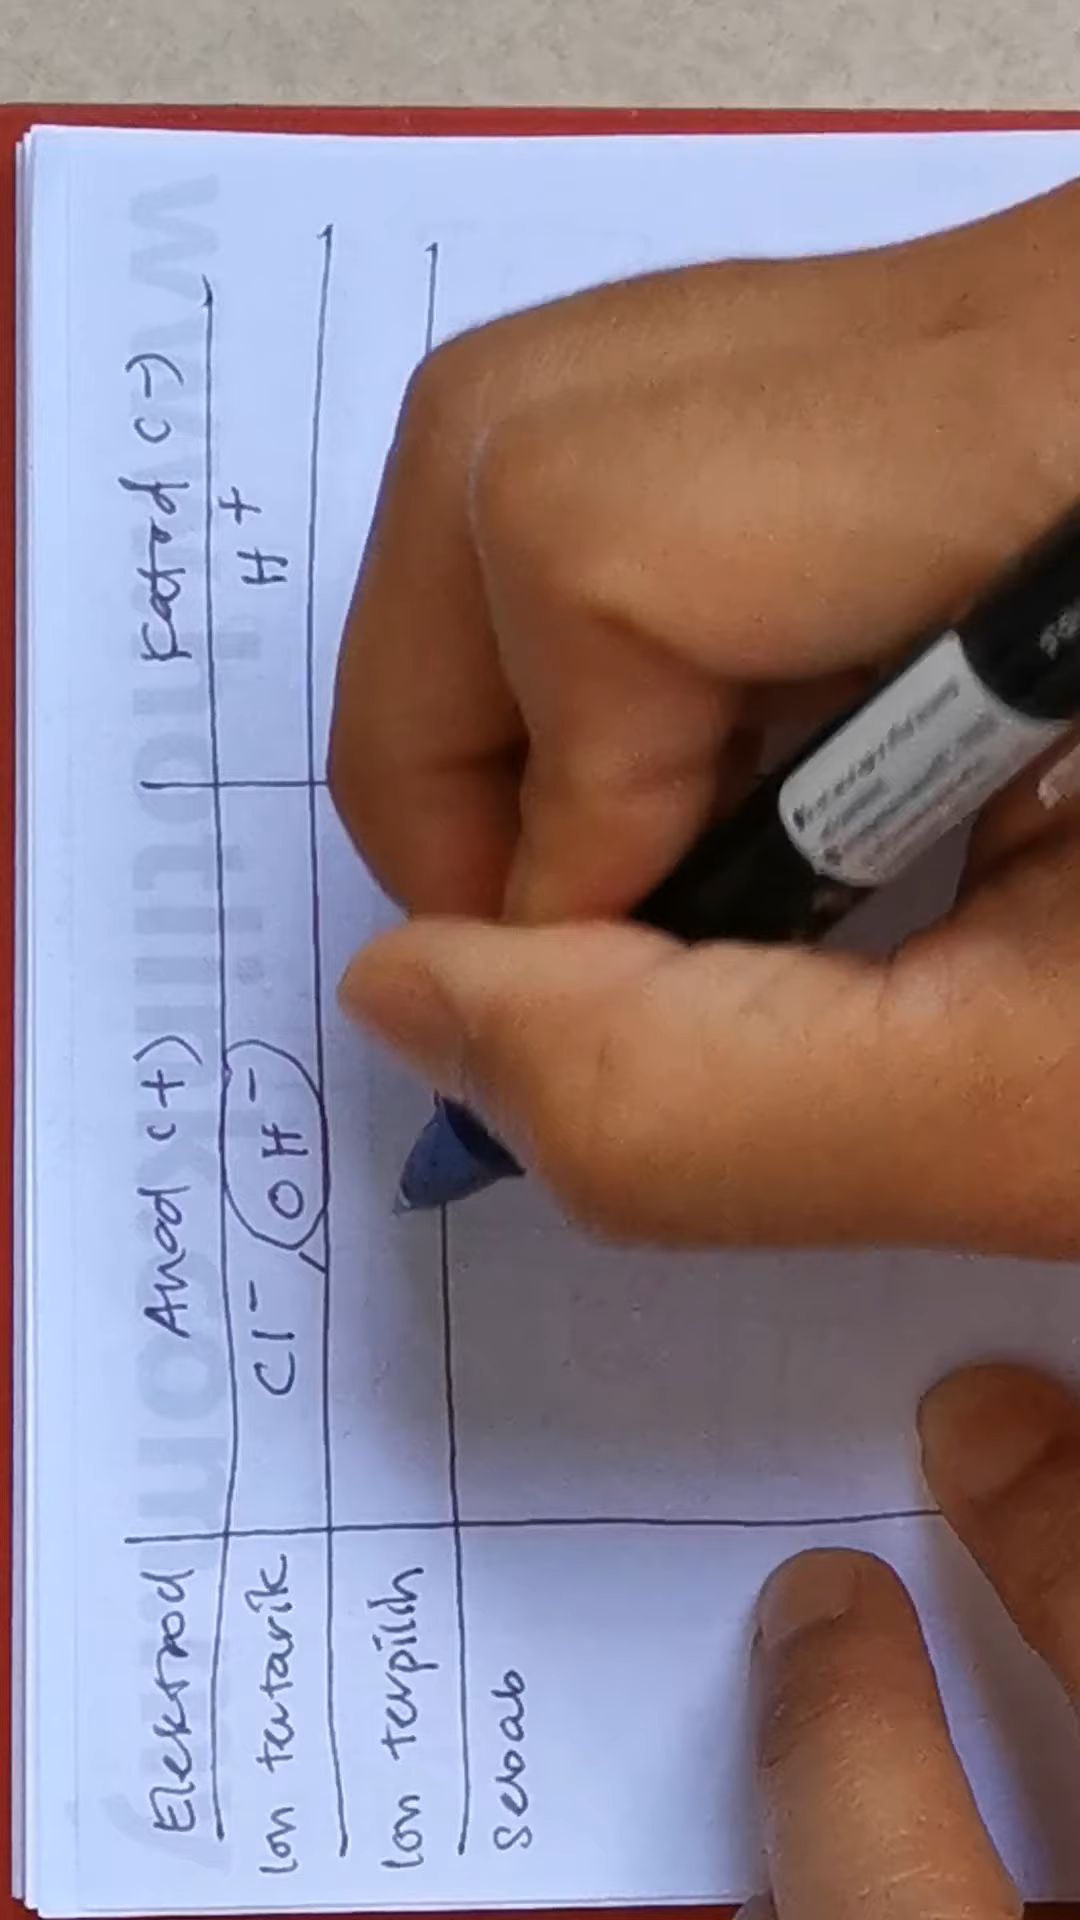 Elektrod Anod (+) Katod (-)
Ion tertarik Cl⁻, OH⁻ H⁺
Ion terpilih
Sebab